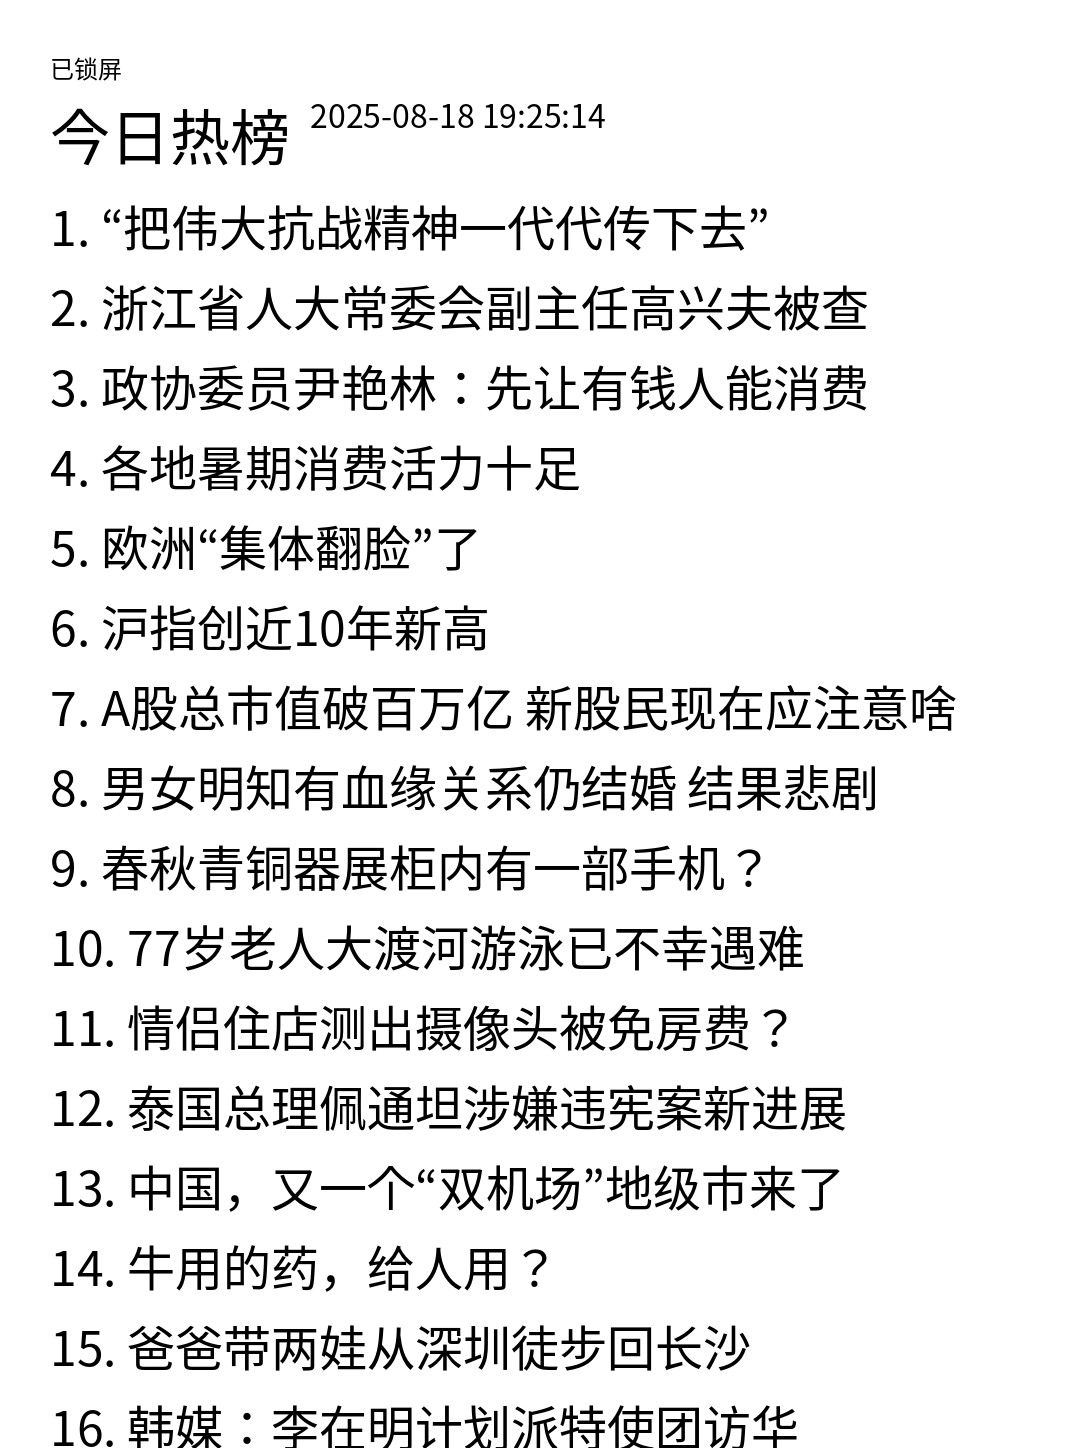 已锁屏
今日热榜 2025-08-18 19:25:14
1. “把伟大抗战精神一代代传下去”
2. 浙江省人大常委会副主任高兴夫被查
3. 政协委员尹艳林：先让有钱人能消费
4. 各地暑期消费活力十足
5. 欧洲“集体翻脸”了
6. 沪指创近10年新高
7. A股总市值破百万亿 新股民现在应注意啥
8. 男女明知有血缘关系仍结婚 结果悲剧
9. 春秋青铜器展柜内有一部手机？
10. 77岁老人大渡河游泳已不幸遇难
11. 情侣住店测出摄像头被免房费？
12. 泰国总理佩通坦涉嫌违宪案新进展
13. 中国，又一个“双机场”地级市来了
14. 牛用的药，给人用？
15. 爸爸带两娃从深圳徒步回长沙
16. 韩媒：李在明计划派特使团访华